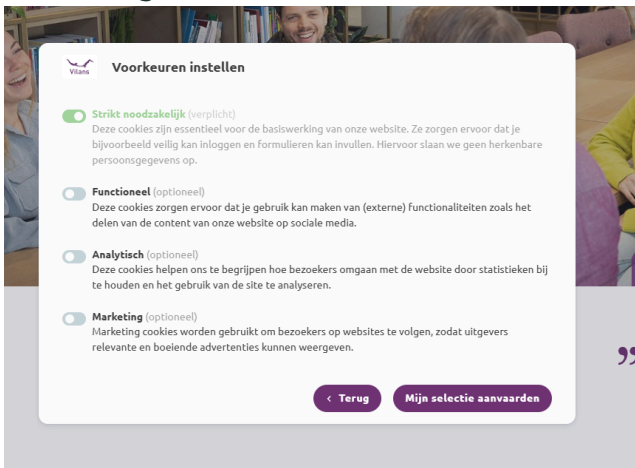 Vilans
Voorkeuren instellen
Strikt noodzakelijk (verplicht)
Deze cookies zijn essentieel voor de basiswerking van onze website. Ze zorgen ervoor dat je
bijvoorbeeld veilig kan inloggen en formulieren kan invullen. Hiervoor slaan we geen herkenbare
persoonsgegevens op.
Functioneel (optioneel)
Deze cookies zorgen ervoor dat je gebruik kan maken van (externe) functionaliteiten zoals het
delen van de content van onze website op sociale media.
Analytisch (optioneel)
Deze cookies helpen ons te begrijpen hoe bezoekers omgaan met de website door statistieken bij
te houden en het gebruik van de site te analyseren.
Marketing (optioneel)
Marketing cookies worden gebruikt om bezoekers op websites te volgen, zodat uitgevers
relevante en boeiende advertenties kunnen weergeven.
‹ Terug Mijn selectie aanvaarden
”